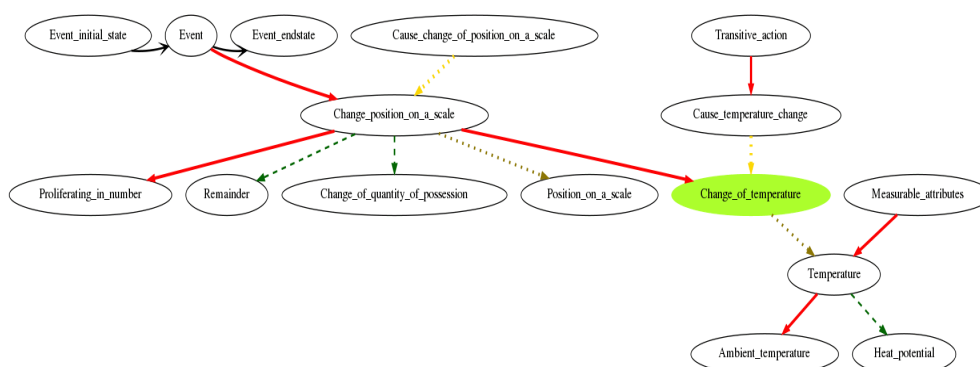 Event_initial_state
Event
Event_endstate
Cause_change_of_position_on_a_scale
Transitive_action
Change_position_on_a_scale
Cause_temperature_change
Proliferating_in_number
Remainder
Change_of_quantity_of_possession
Position_on_a_scale
Change_of_temperature
Measurable_attributes
Temperature
Ambient_temperature
Heat_potential